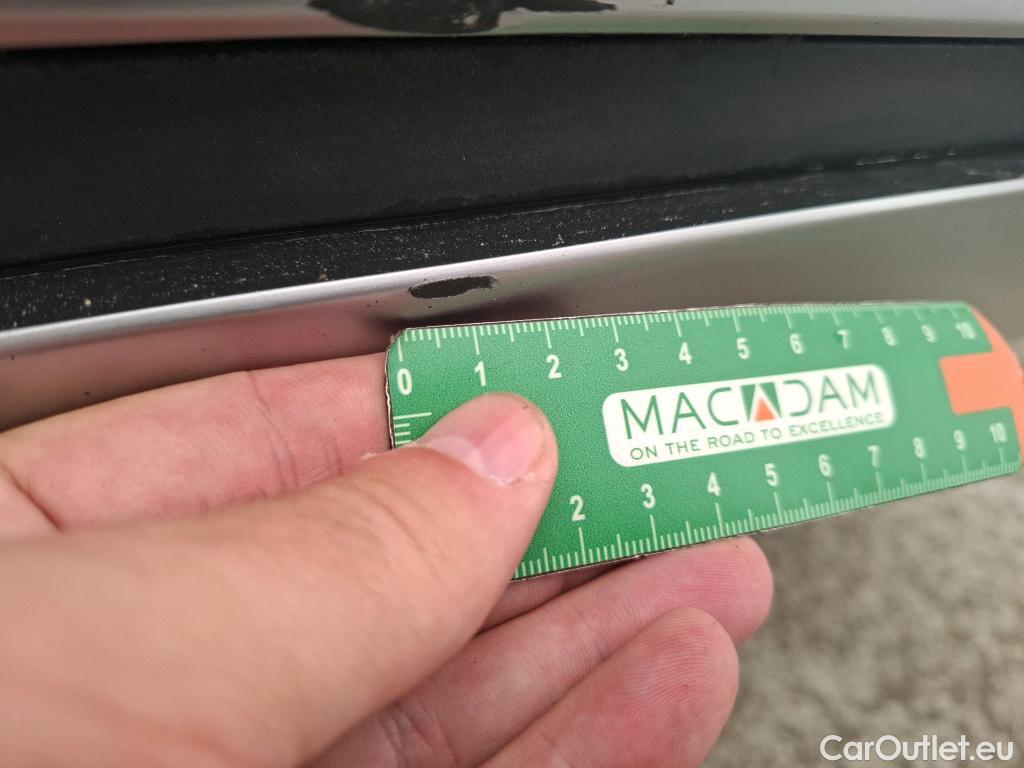 0 1 2 3 4 5 6 7 8 9 10
MACADAM
ON THE ROAD TO EXCELLENCE
2 3 4 5 6 7 8 9 10
CarOutlet.eu